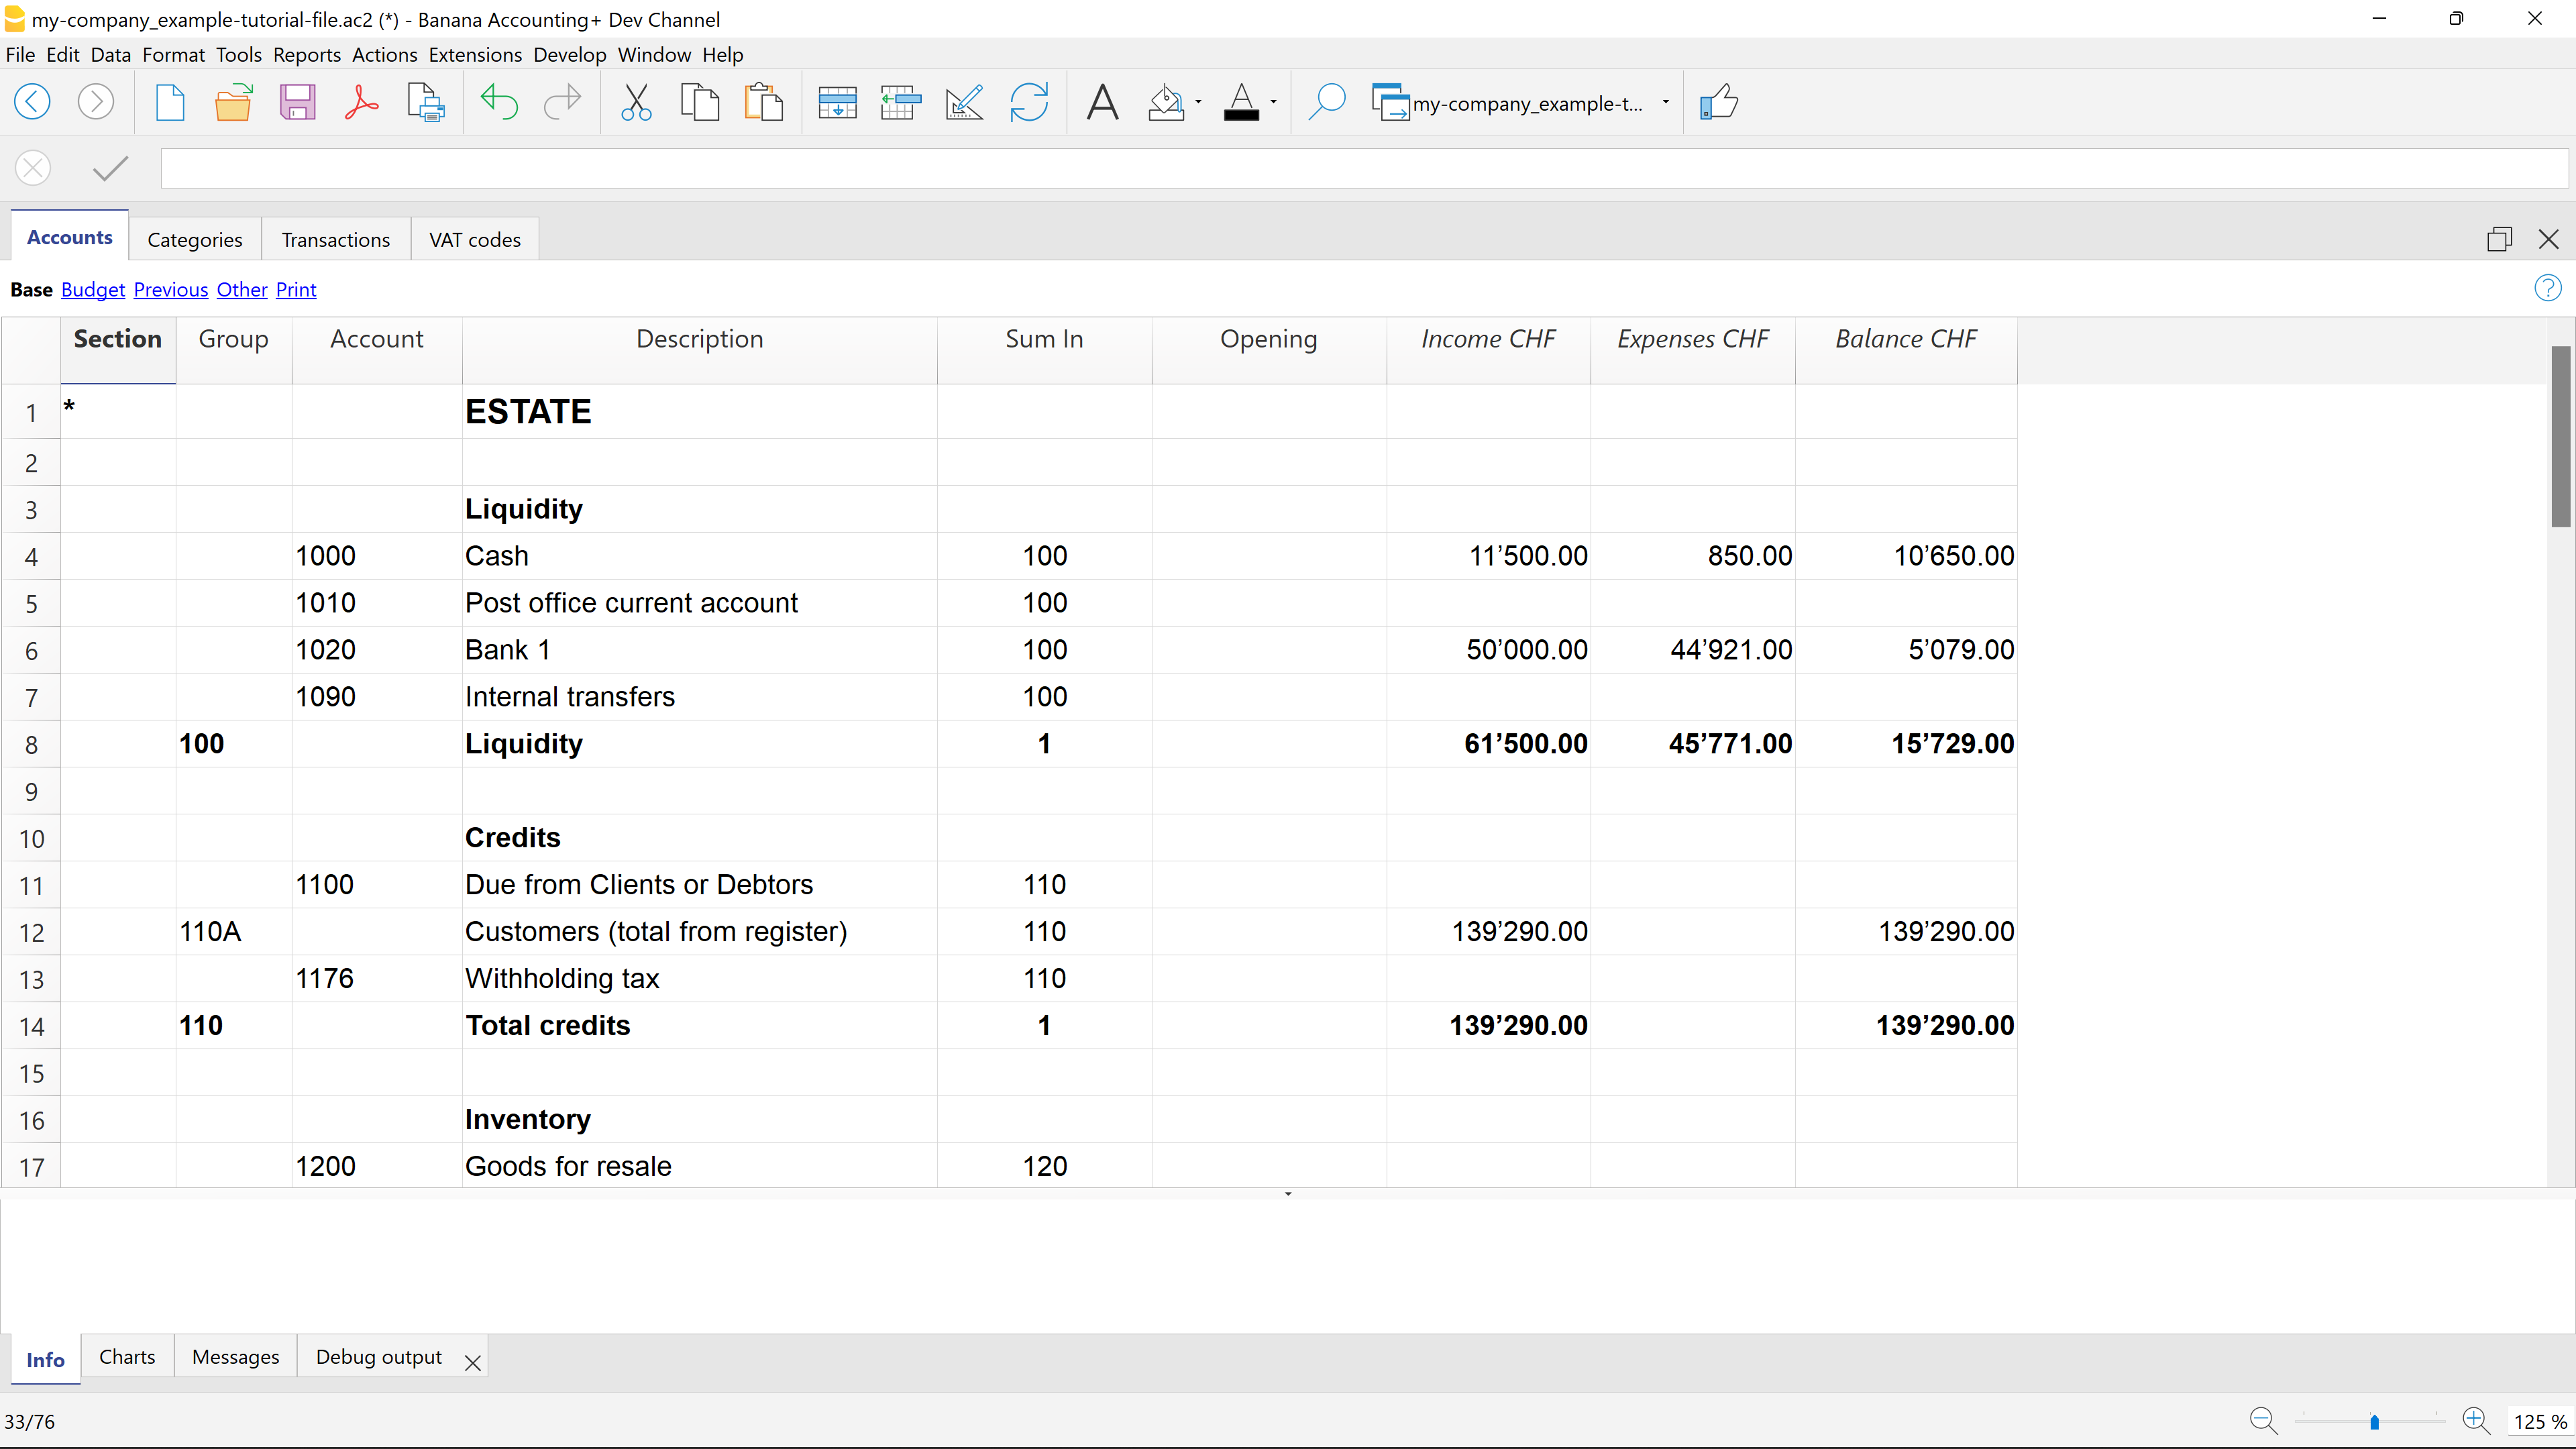 my-company_example-tutorial-file.ac2 (*) - Banana Accounting+ Dev Channel
File Edit Data Format Tools Reports Actions Extensions Develop Window Help
my-company_example-t...
Accounts Categories Transactions VAT codes
Base Budget Previous Other Print
Section Group Account Description Sum In Opening Income CHF Expenses CHF Balance CHF
1 * ESTATE
2
3 Liquidity
4 1000 Cash 100 11’500.00 850.00 10’650.00
5 1010 Post office current account 100
6 1020 Bank 1 100 50’000.00 44’921.00 5’079.00
7 1090 Internal transfers 100
8 100 Liquidity 1 61’500.00 45’771.00 15’729.00
9
10 Credits
11 1100 Due from Clients or Debtors 110
12 110A Customers (total from register) 110 139’290.00 139’290.00
13 1176 Withholding tax 110
14 110 Total credits 1 139’290.00 139’290.00
15
16 Inventory
17 1200 Goods for resale 120
Info Charts Messages Debug output
33/76 125 %